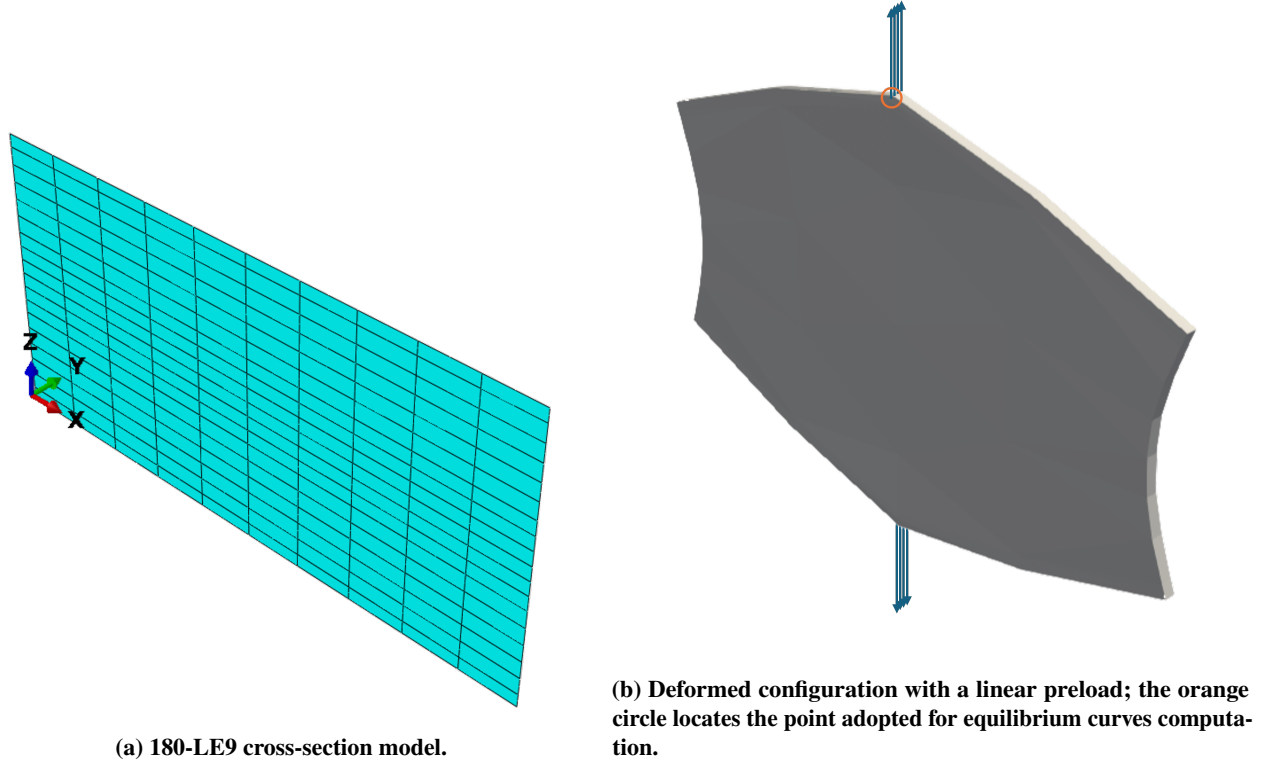 Z
Y
X
(a) 180-LE9 cross-section model.
(b) Deformed configuration with a linear preload; the orange
circle locates the point adopted for equilibrium curves computa-
tion.